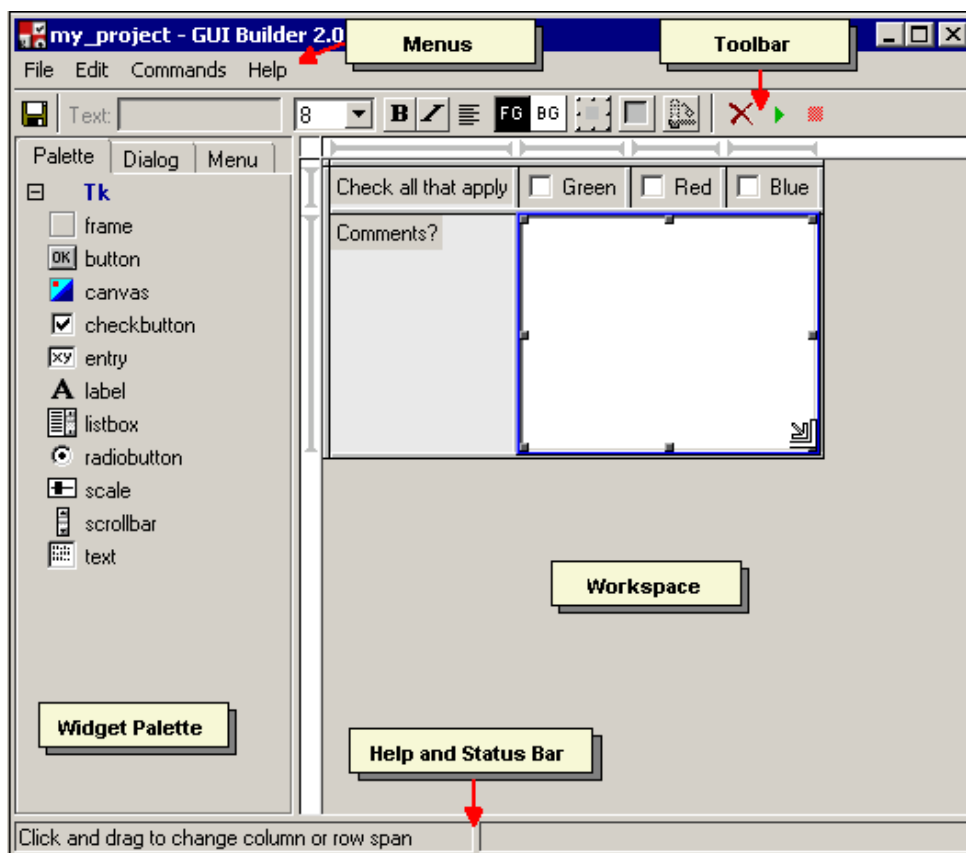 my_project - GUI Builder 2.0
Menus
Toolbar
File Edit Commands Help
Text: 8 B I FG BG
Palette Dialog Menu
Tk
frame
OK button
canvas
checkbutton
xy entry
A label
listbox
radiobutton
scale
scrollbar
text
Check all that apply Green Red Blue
Comments?
Workspace
Widget Palette
Help and Status Bar
Click and drag to change column or row span